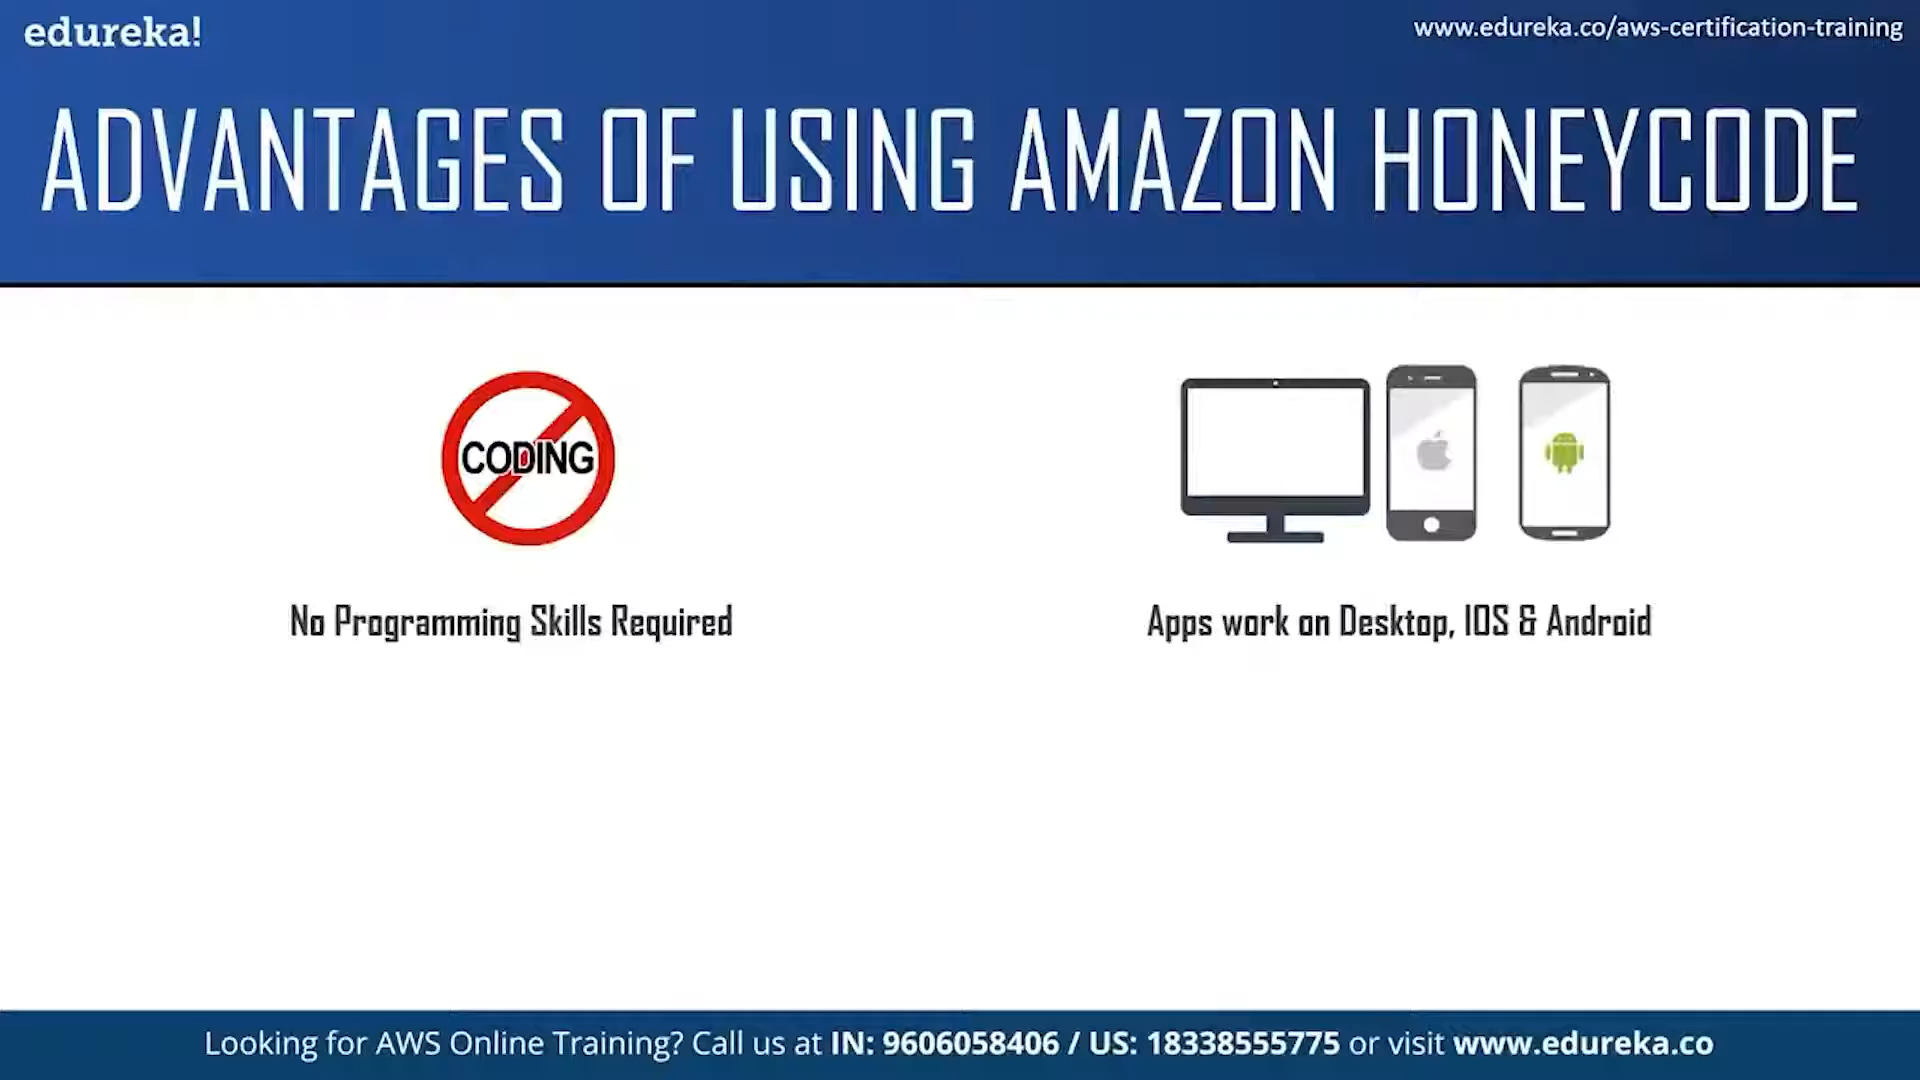 edureka!
www.edureka.co/aws-certification-training
ADVANTAGES OF USING AMAZON HONEYCODE
CODING
No Programming Skills Required
Apps work on Desktop, IOS & Android
Looking for AWS Online Training? Call us at IN: 9606058406 / US: 18338555775 or visit www.edureka.co